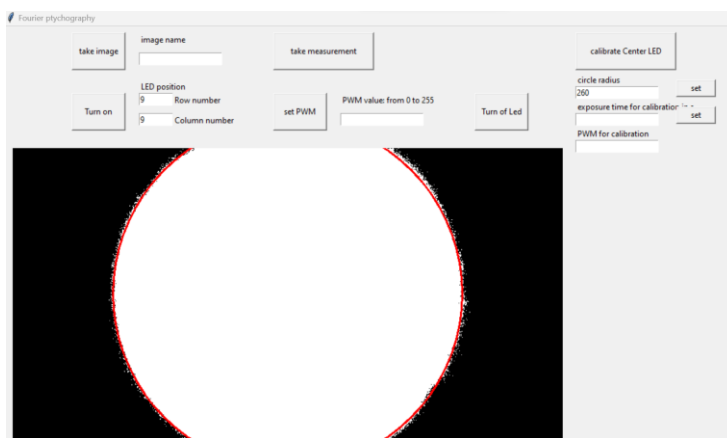 Fourier ptychography
take image
image name
take measurement
calibrate Center LED
circle radius
260
set
LED position
Turn on
9 Row number
9 Column number
set PWM
PWM value: from 0 to 255
Turn of Led
exposure time for calibration
set
PWM for calibration